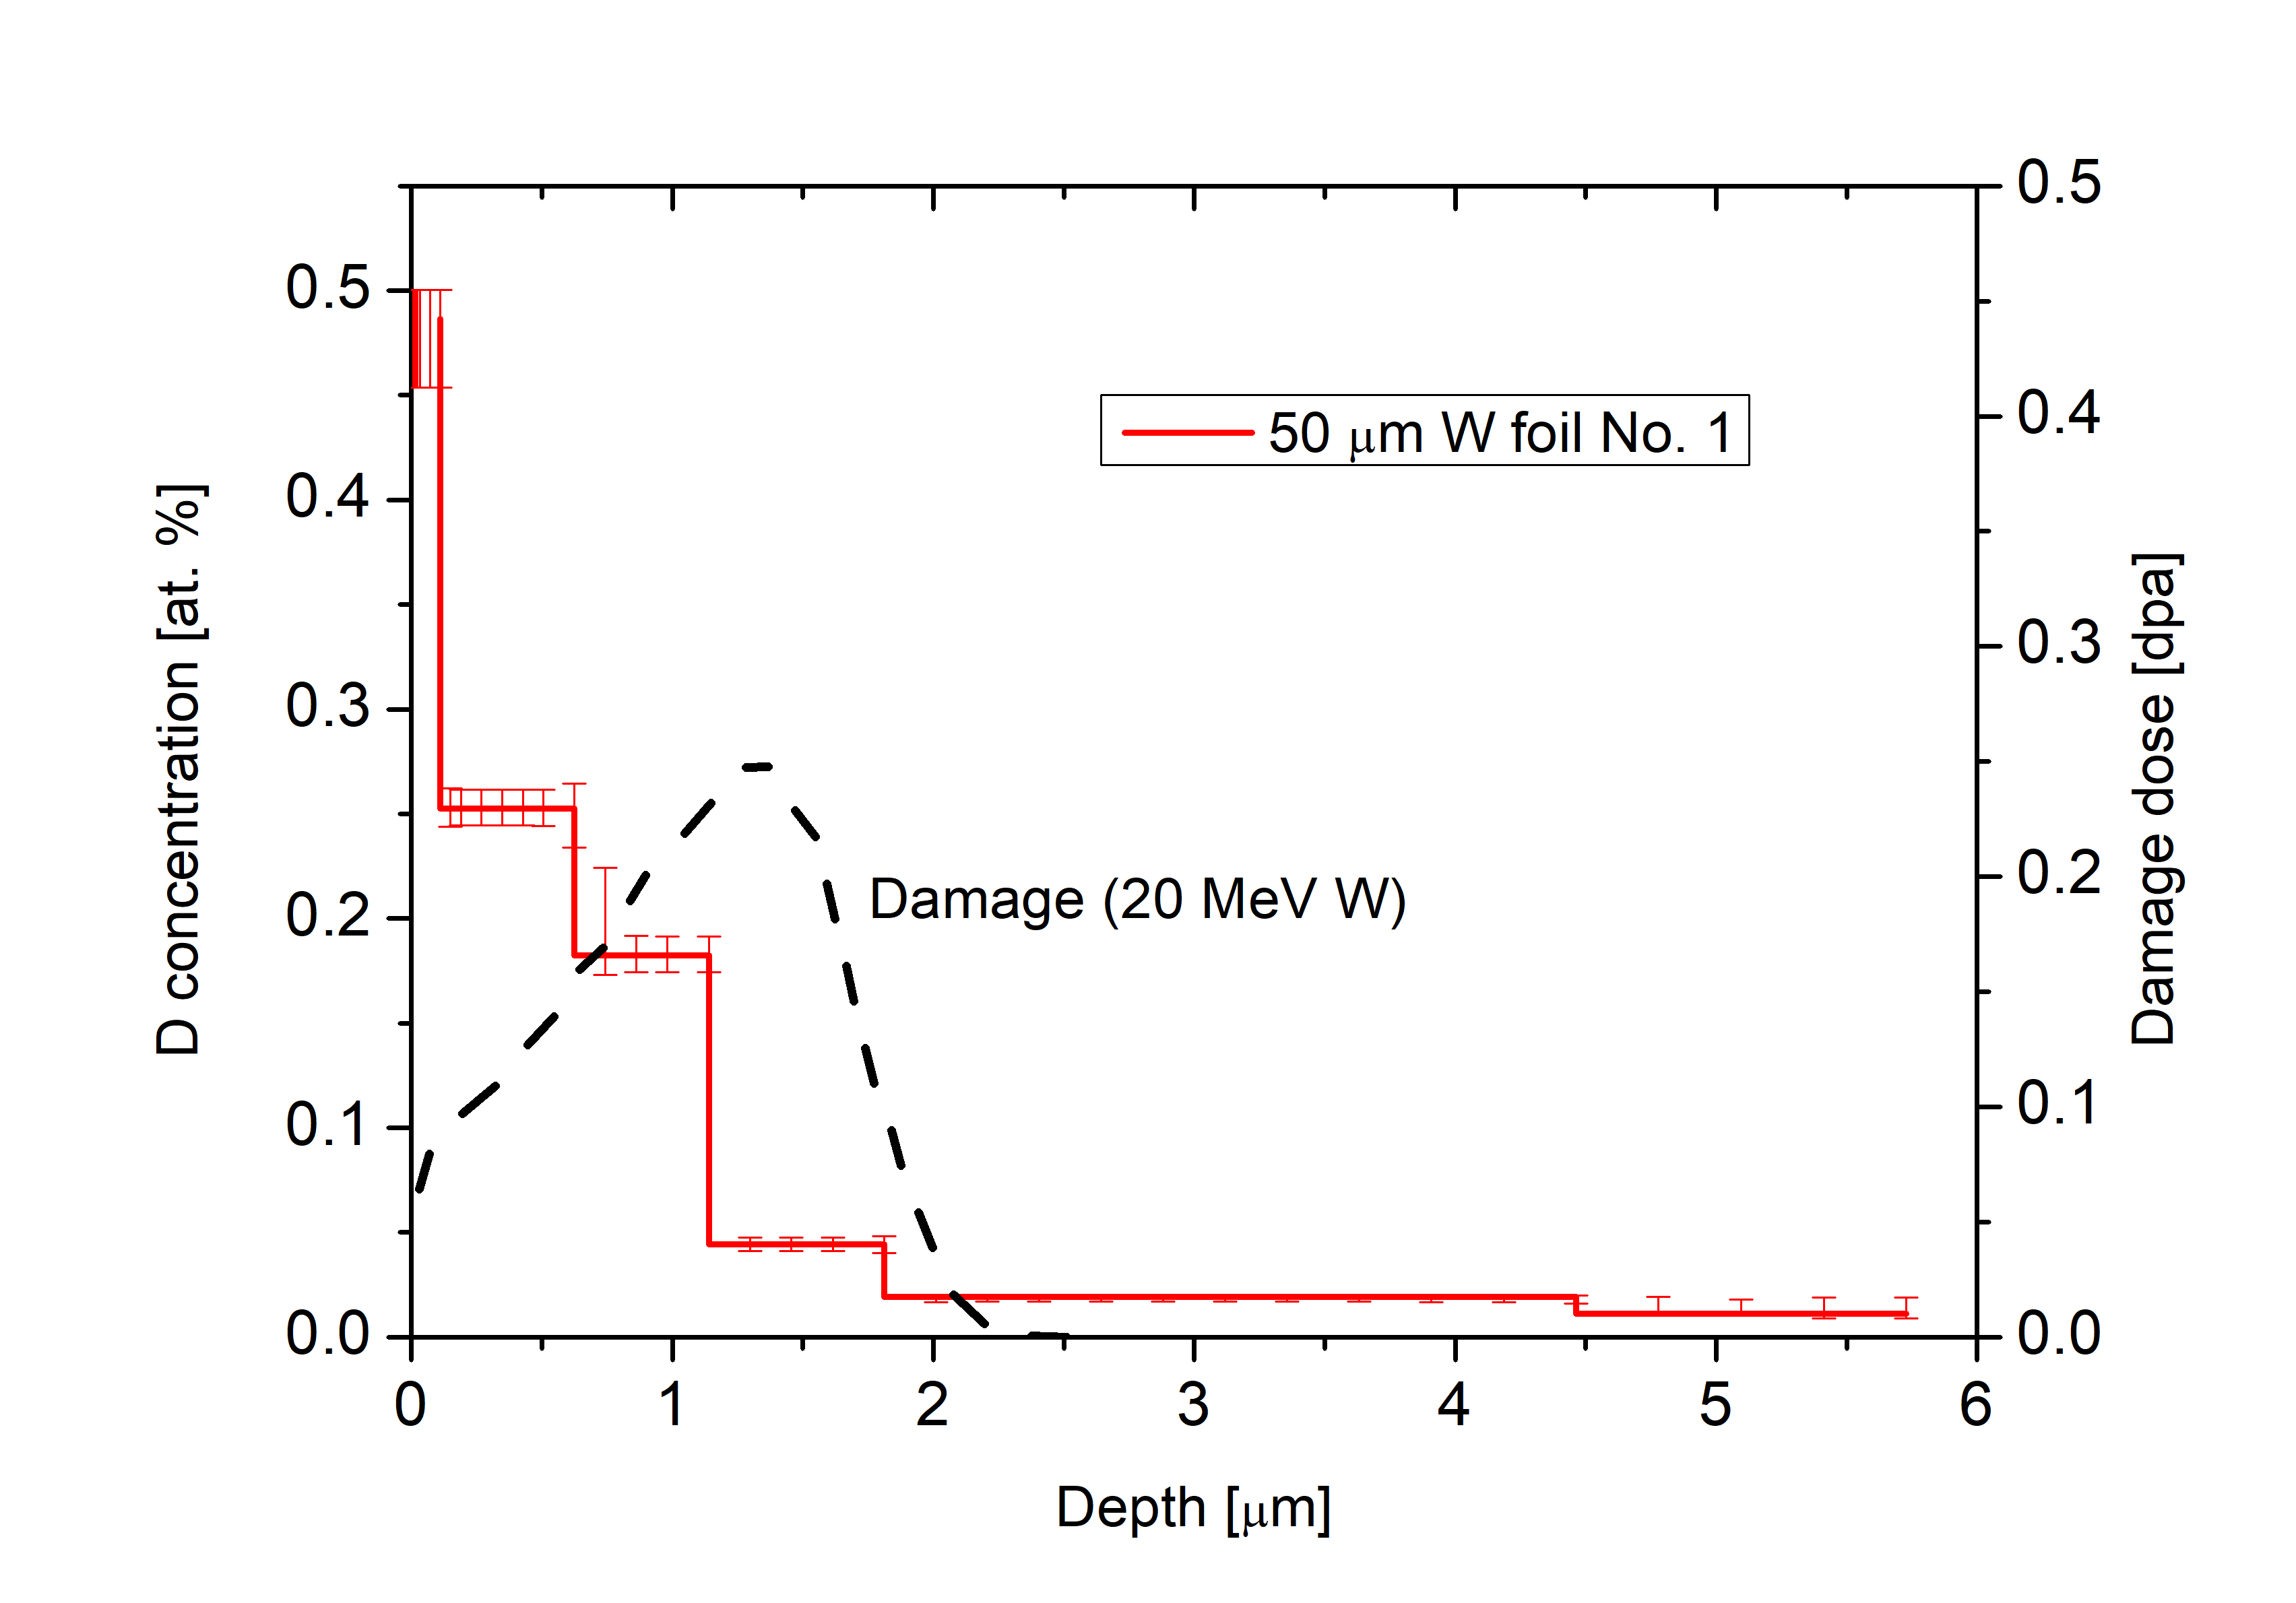 0.5
0.4
0.3
0.2
0.1
0.0
D concentration [at. %]
50 μm W foil No. 1
Damage (20 MeV W)
0.5
0.4
0.3
0.2
0.1
0.0
Damage dose [dpa]
0 1 2 3 4 5 6
Depth [μm]